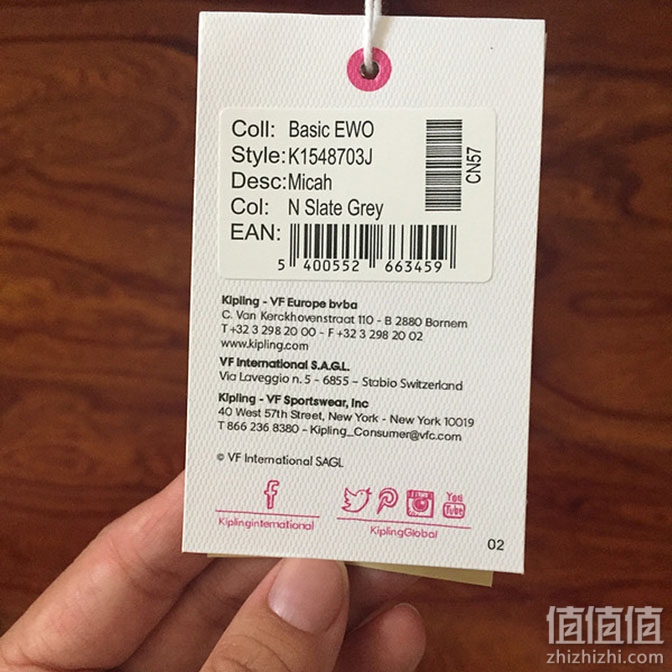 Coll: Basic EWO
Style:K1548703J
Desc:Micah
Col: N Slate Grey
EAN:
5 400552 663459
CN57
Kipling - VF Europe bvba
C. Van Kerckhovenstraat 110 - B 2880 Bornem
T +32 3 298 20 00 - F +32 3 298 20 02
www.kipling.com
VF International S.A.G.L.
Via Laveggio n. 5 - 6855 - Stabio Switzerland
Kipling - VF Sportswear, Inc
40 West 57th Street, New York - New York 10019
T 866 236 8380 - Kipling_Consumer@vfc.com
© VF International SAGL
You
Tube
Kiplinginternational
KiplingGlobal
02
值值值
zhizhizhi.com